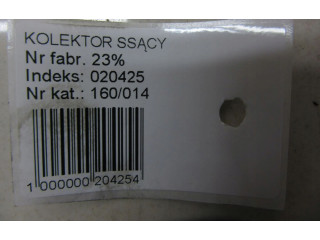 KOLEKTOR SSĄCY
Nr fabr. 23%
Indeks: 020425
Nr kat.: 160/014
1 000000 204254